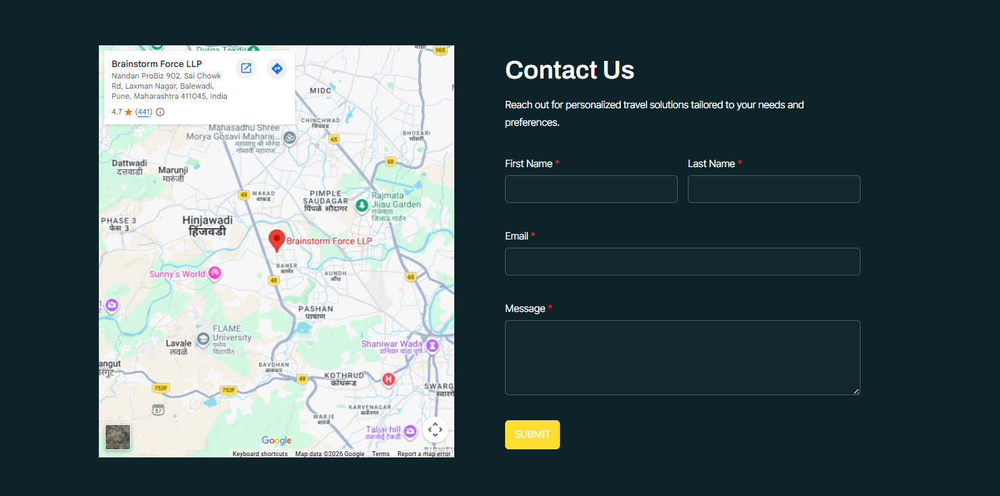 Durga Tekdi
965
Brainstorm Force LLP
Nandan ProBiz 902, Sai Chowk
Rd, Laxman Nagar, Balewadi,
Pune, Maharashtra 411045, India
4.7 ★ (441)
MIDC
CHINCHWAD
चिंचवड
Mahasadhu Shree
Morya Gosavi Maharaj...
महासाधु श्री मोरया
गोसावी महाराज...
65
BHOSARI
भोसरी
60
Dattwadi
दत्तवाडी
Marunji
मारुंजी
48
WAKAD
वाकड
PIMPLE
SAUDAGAR
पिंपळे सौदागर
Rajmata
Jijau Garden
राजमाता
जिजाऊ गार्डन
PHASE 3
फेस 3
Hinjawadi
हिंजवडी
Brainstorm Force LLP
BANER
बाणेर
Sunny's World
48
AUNDH
औंध
65
PASHAN
पाषाण
FLAME
University
फ्लेम
विद्यापीठ
Lavale
लवळे
Shaniwar Wada
शनिवार वाडा पुणे
angut
BAVDHAN
बावधन
48
KOTHRUD
कोथरूड
H
SWARG
स्वारगे
753F
753F
57
KARVENAGAR
कर्वेनगर
WARJE
वारजे
Taljai hill
तळजाई टेकडी
Google
BIBWEW
Keyboard shortcuts
Map data ©2026 Google
Terms
Report a map error
Contact Us
Reach out for personalized travel solutions tailored to your needs and
preferences.
First Name *
Last Name *
Email *
Message *
SUBMIT